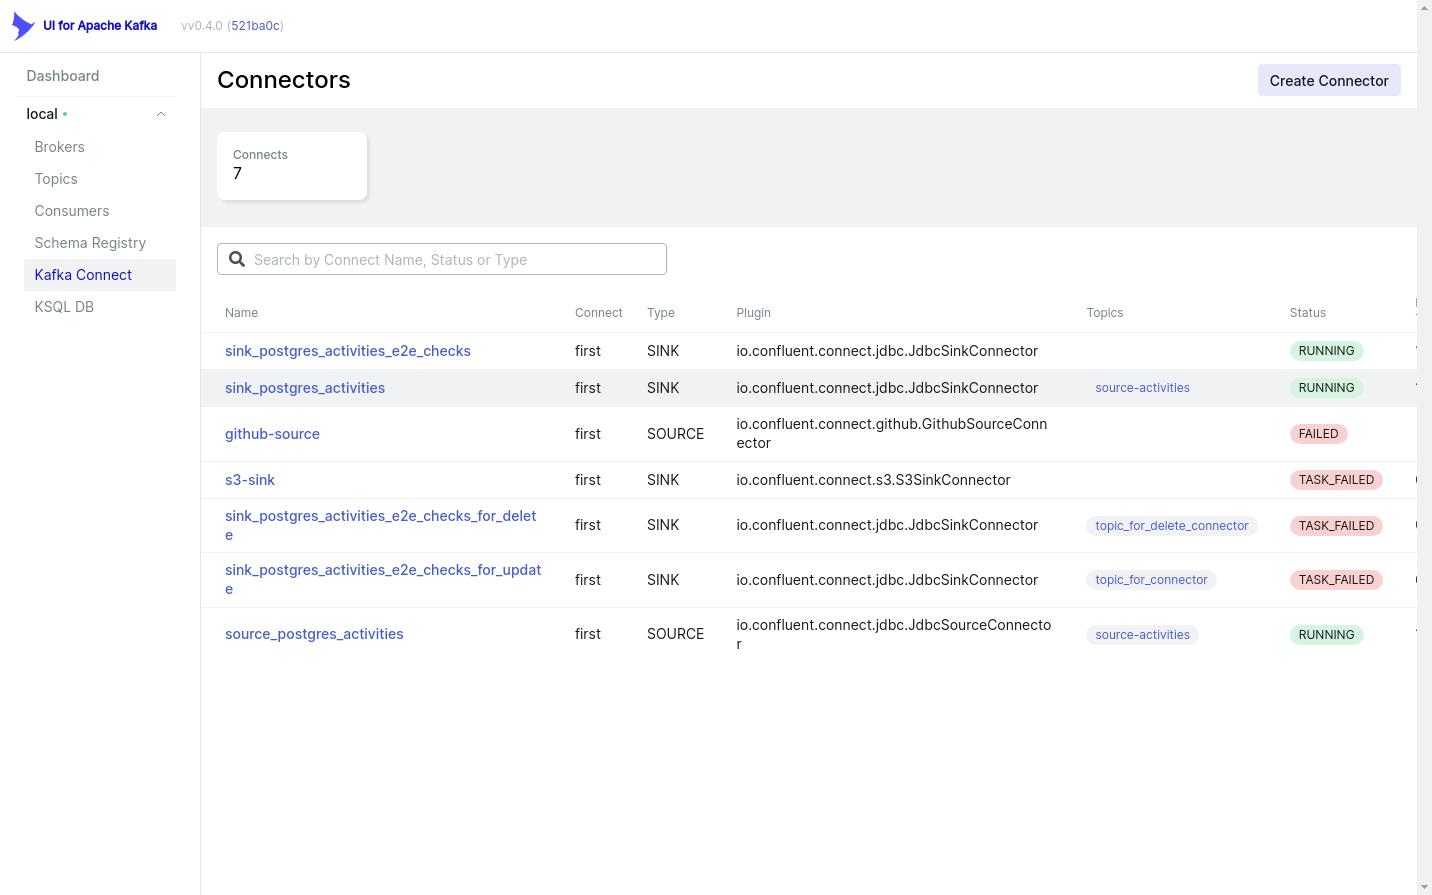 UI for Apache Kafka vv0.4.0 (521ba0c)
Dashboard
local
Brokers
Topics
Consumers
Schema Registry
Kafka Connect
KSQL DB
Connectors
Create Connector
Connects
7
Search by Connect Name, Status or Type
Name Connect Type Plugin Topics Status
sink_postgres_activities_e2e_checks first SINK io.confluent.connect.jdbc.JdbcSinkConnector RUNNING
sink_postgres_activities first SINK io.confluent.connect.jdbc.JdbcSinkConnector source-activities RUNNING
github-source first SOURCE io.confluent.connect.github.GithubSourceConn
ector FAILED
s3-sink first SINK io.confluent.connect.s3.S3SinkConnector TASK_FAILED
sink_postgres_activities_e2e_checks_for_delet
e first SINK io.confluent.connect.jdbc.JdbcSinkConnector topic_for_delete_connector TASK_FAILED
sink_postgres_activities_e2e_checks_for_updat
e first SINK io.confluent.connect.jdbc.JdbcSinkConnector topic_for_connector TASK_FAILED
source_postgres_activities first SOURCE io.confluent.connect.jdbc.JdbcSourceConnecto
r source-activities RUNNING